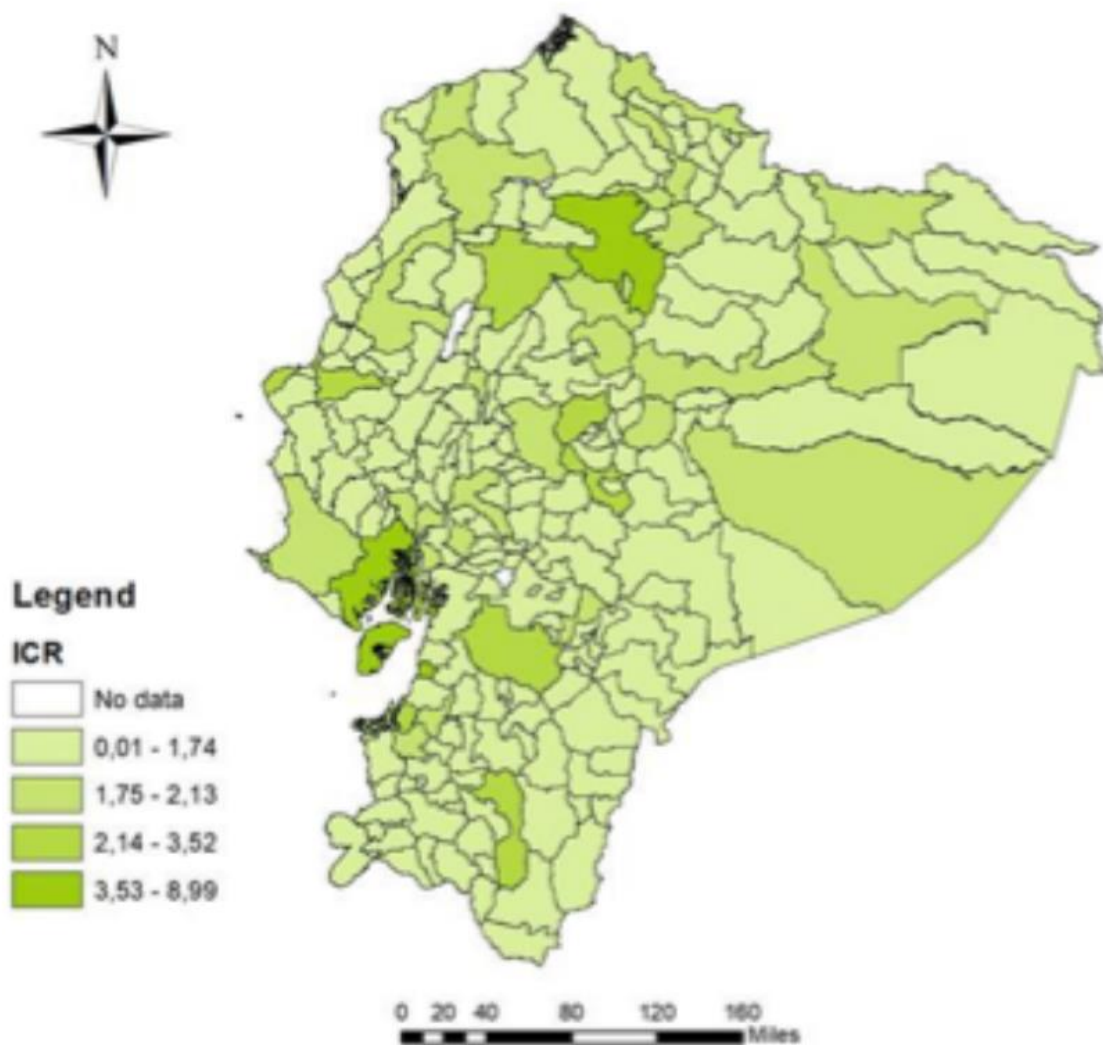 N
Legend
ICR
No data
0,01 - 1,74
1,75 - 2,13
2,14 - 3,52
3,53 - 8,99
0 20 40 80 120 160
Miles